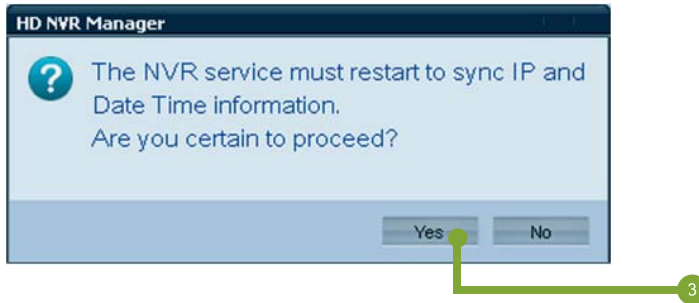 HD NVR Manager
The NVR service must restart to sync IP and
Date Time information.
Are you certain to proceed?
Yes No
3